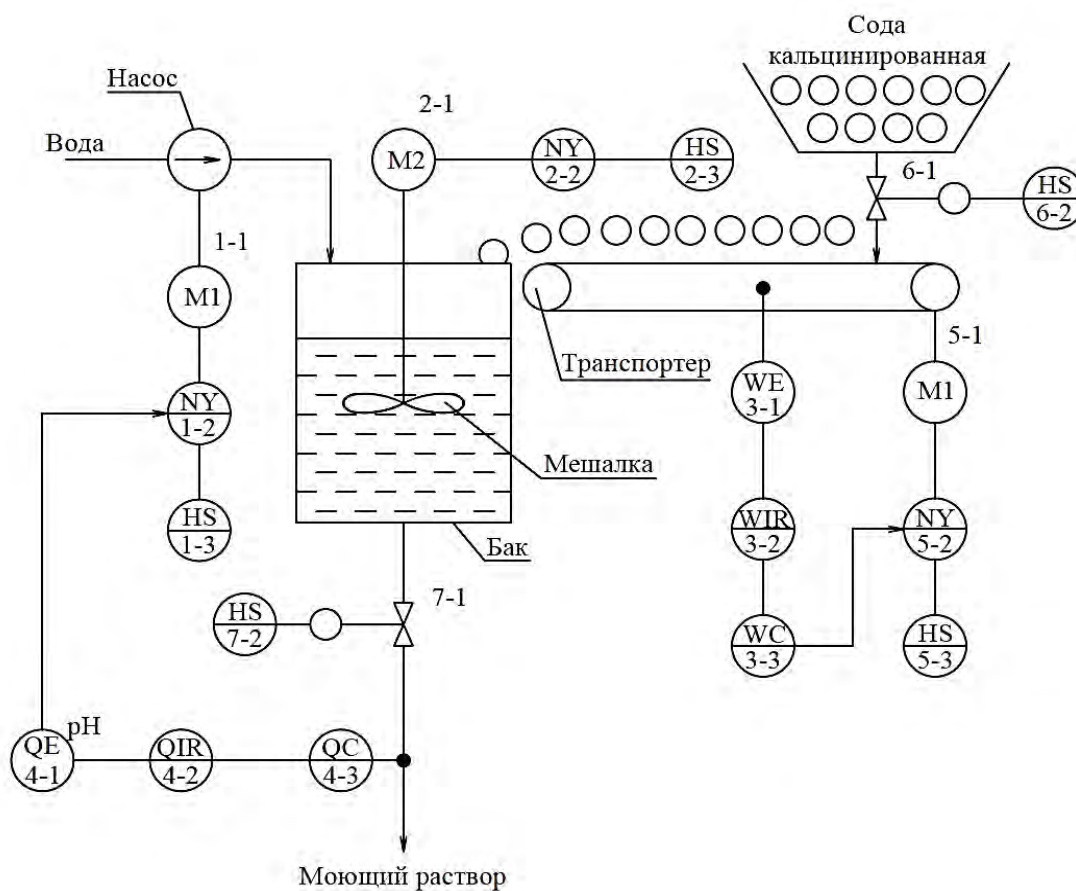 Сода
кальцинированная
Насос
2-1
Вода
М2
NY
2-2
HS
2-3
6-1
HS
6-2
1-1
М1
5-1
Транспортер
WE
3-1
М1
NY
1-2
Мешалка
HS
1-3
WIR
3-2
NY
5-2
Бак
7-1
HS
7-2
WC
3-3
HS
5-3
pH
QE
4-1
QIR
4-2
QC
4-3
Моющий раствор